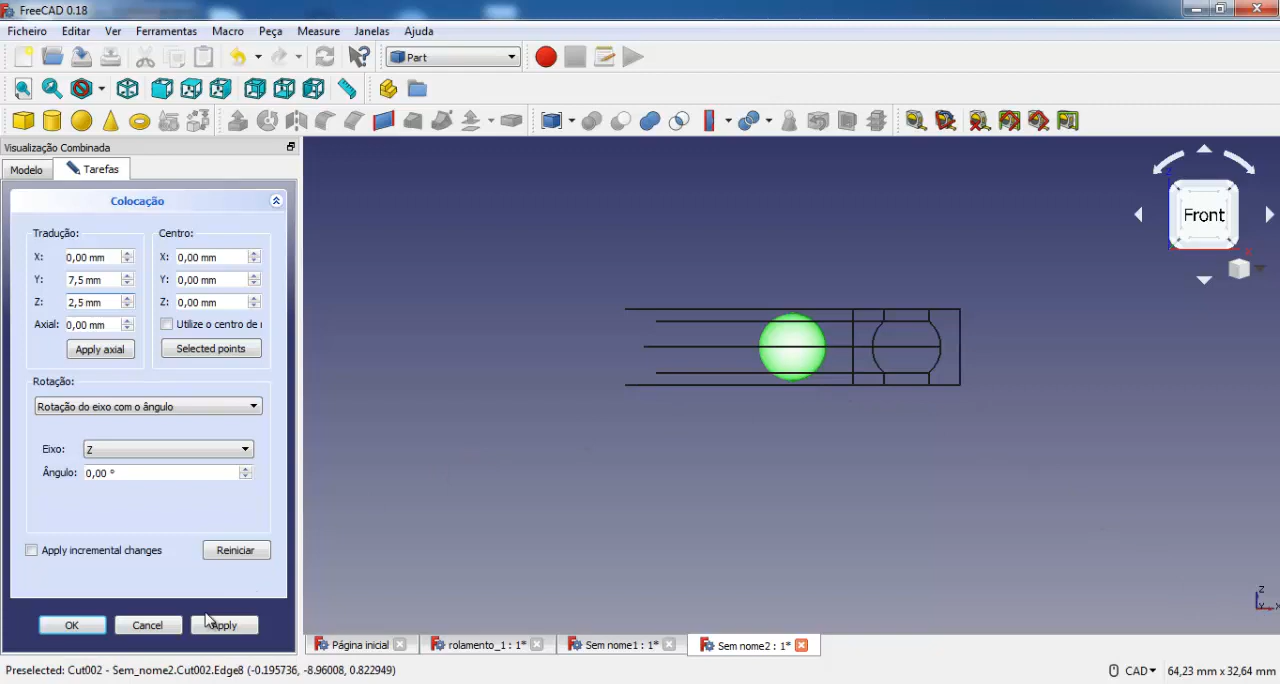 FreeCAD 0.18
Ficheiro Editar Ver Ferramentas Macro Peça Measure Janelas Ajuda
Part
Visualização Combinada
Modelo Tarefas
Colocação
Tradução: Centro:
X: 0,00 mm X: 0,00 mm
Y: 7,5 mm Y: 0,00 mm
Z: 2,5 mm Z: 0,00 mm
Axial: 0,00 mm Utilize o centro de
Apply axial Selected points
Rotação:
Rotação do eixo com o ângulo
Eixo: Z
Ângulo: 0,00 °
Apply incremental changes Reiniciar
OK Cancel Apply
Front
Z
X
Z
Y
X
Página inicial rolamento_1 : 1* Sem nome1 : 1* Sem nome2 : 1*
Preselected: Cut002 - Sem_nome2.Cut002.Edge8 (-0.195736, -8.96008, 0.822949) CAD 64,23 mm x 32,64 mm